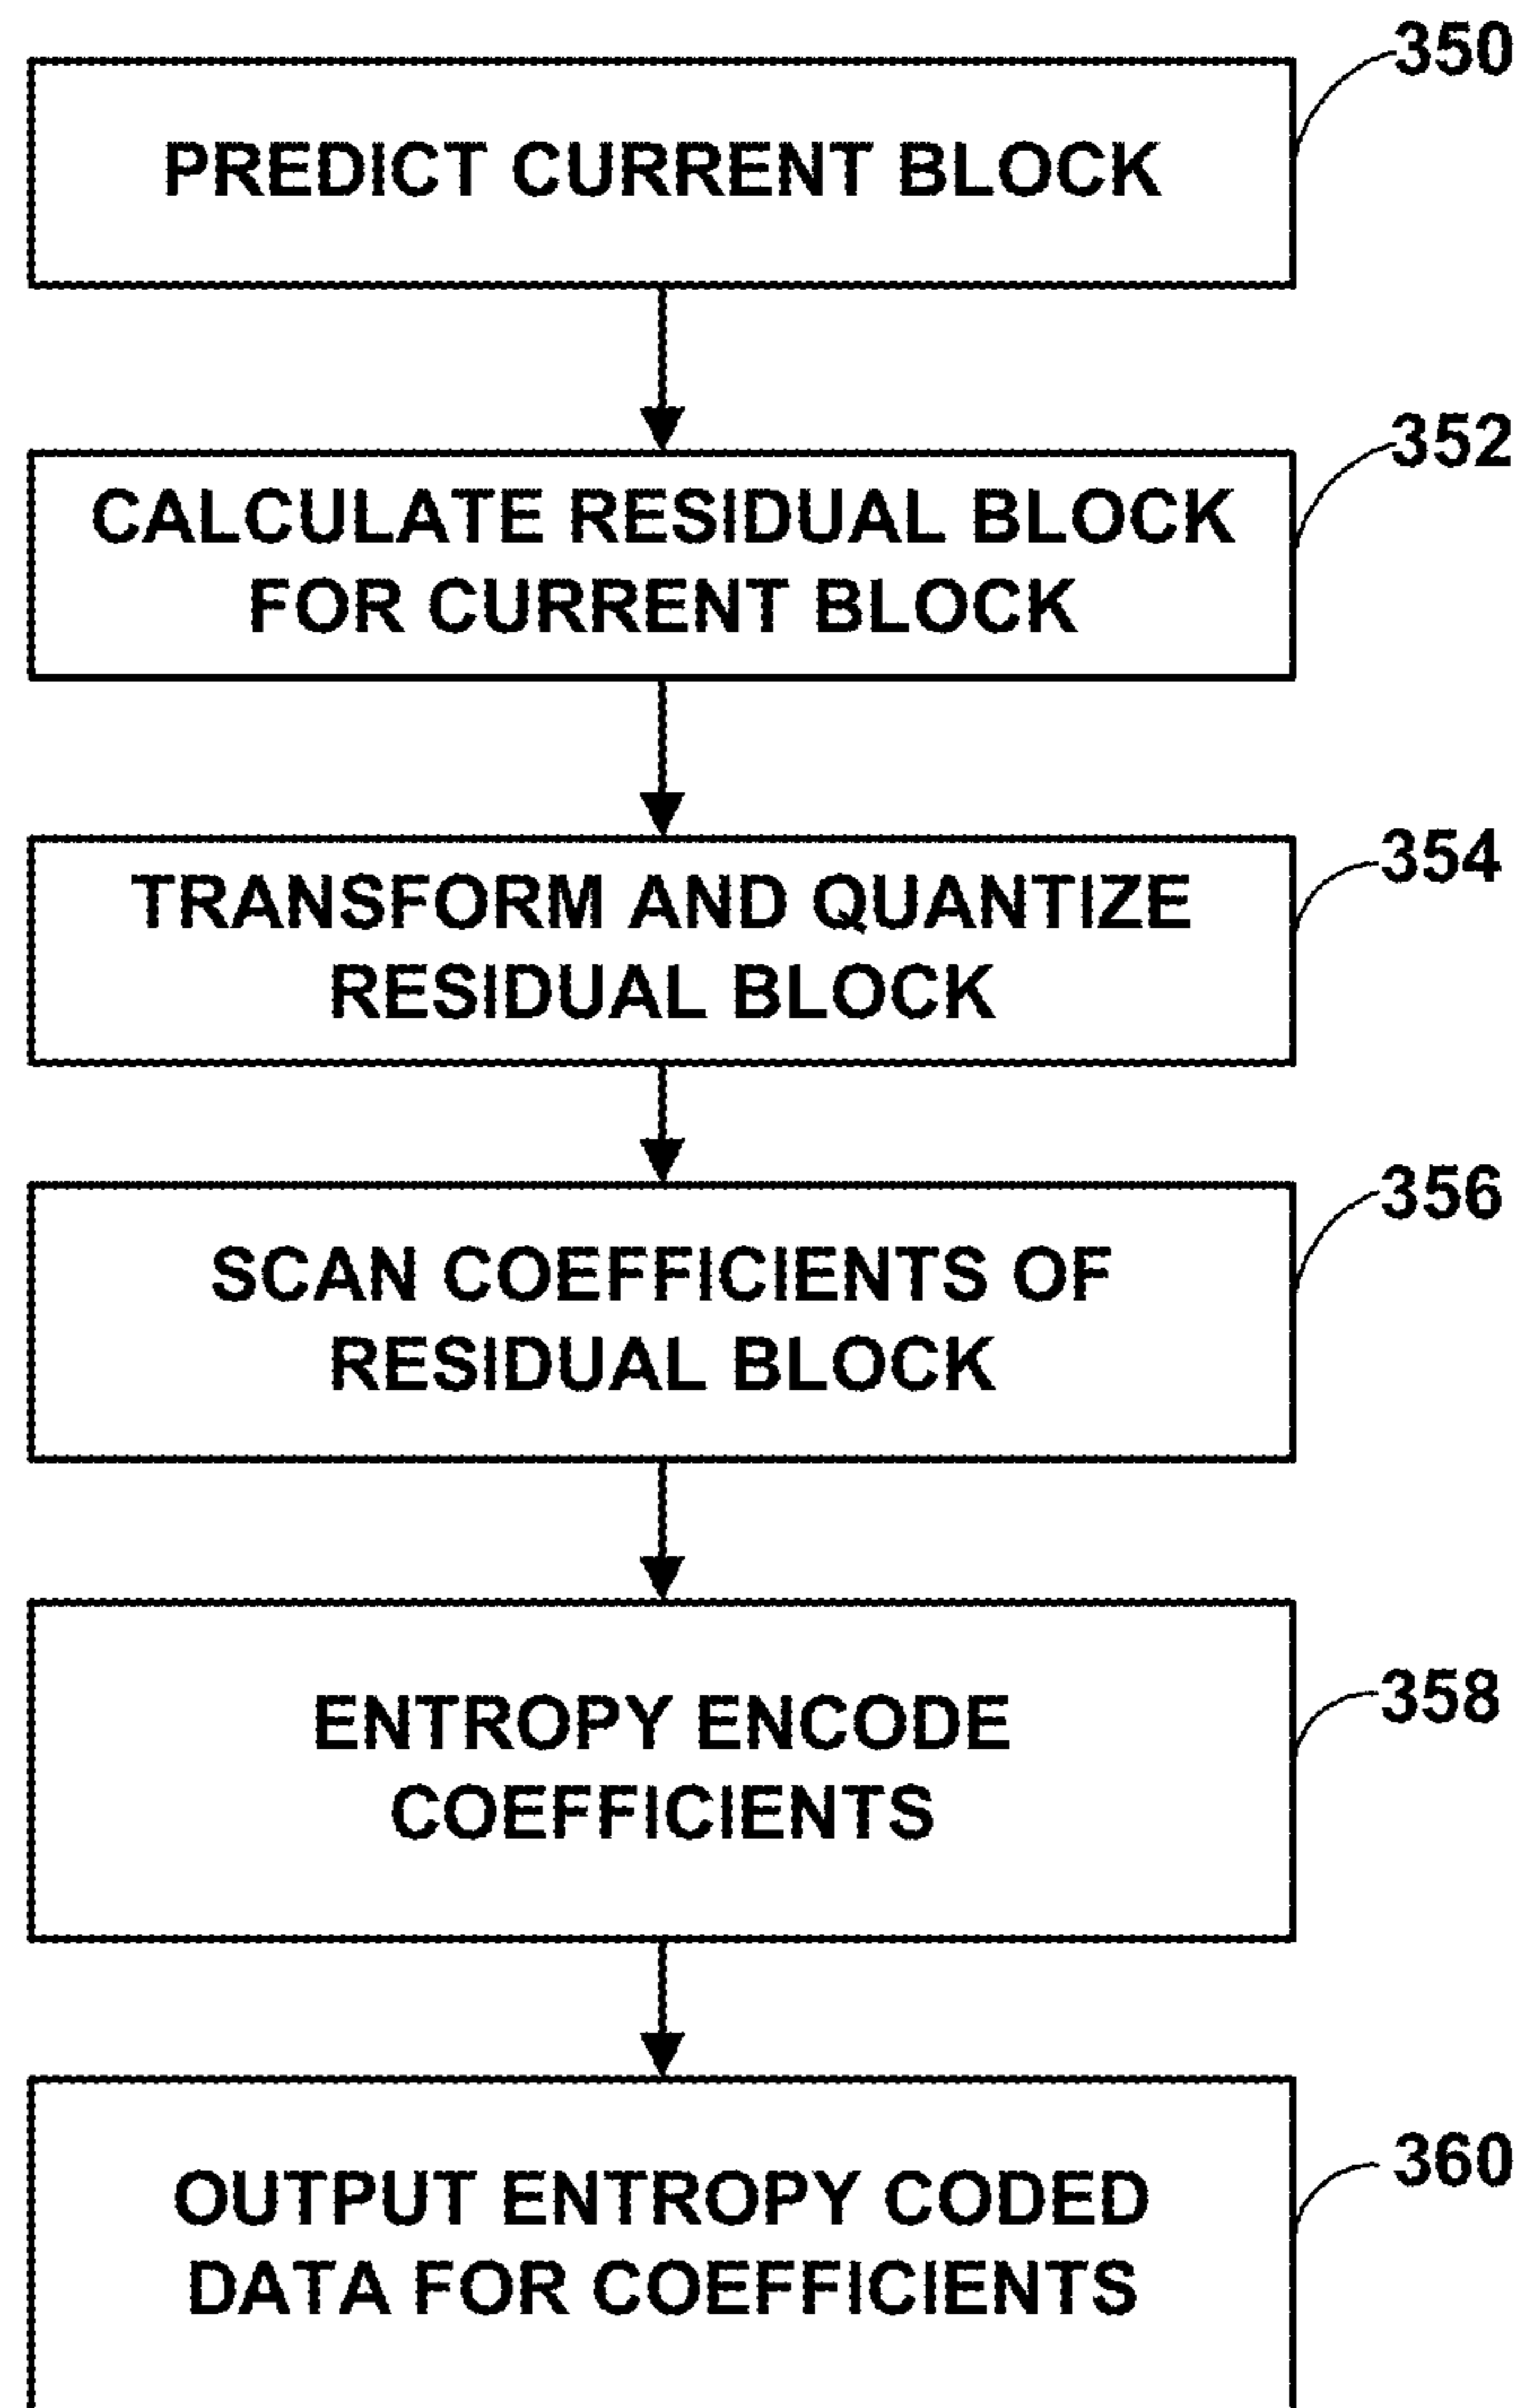 350
PREDICT CURRENT BLOCK
352
CALCULATE RESIDUAL BLOCK
FOR CURRENT BLOCK
354
TRANSFORM AND QUANTIZE
RESIDUAL BLOCK
356
SCAN COEFFICIENTS OF
RESIDUAL BLOCK
358
ENTROPY ENCODE
COEFFICIENTS
360
OUTPUT ENTROPY CODED
DATA FOR COEFFICIENTS